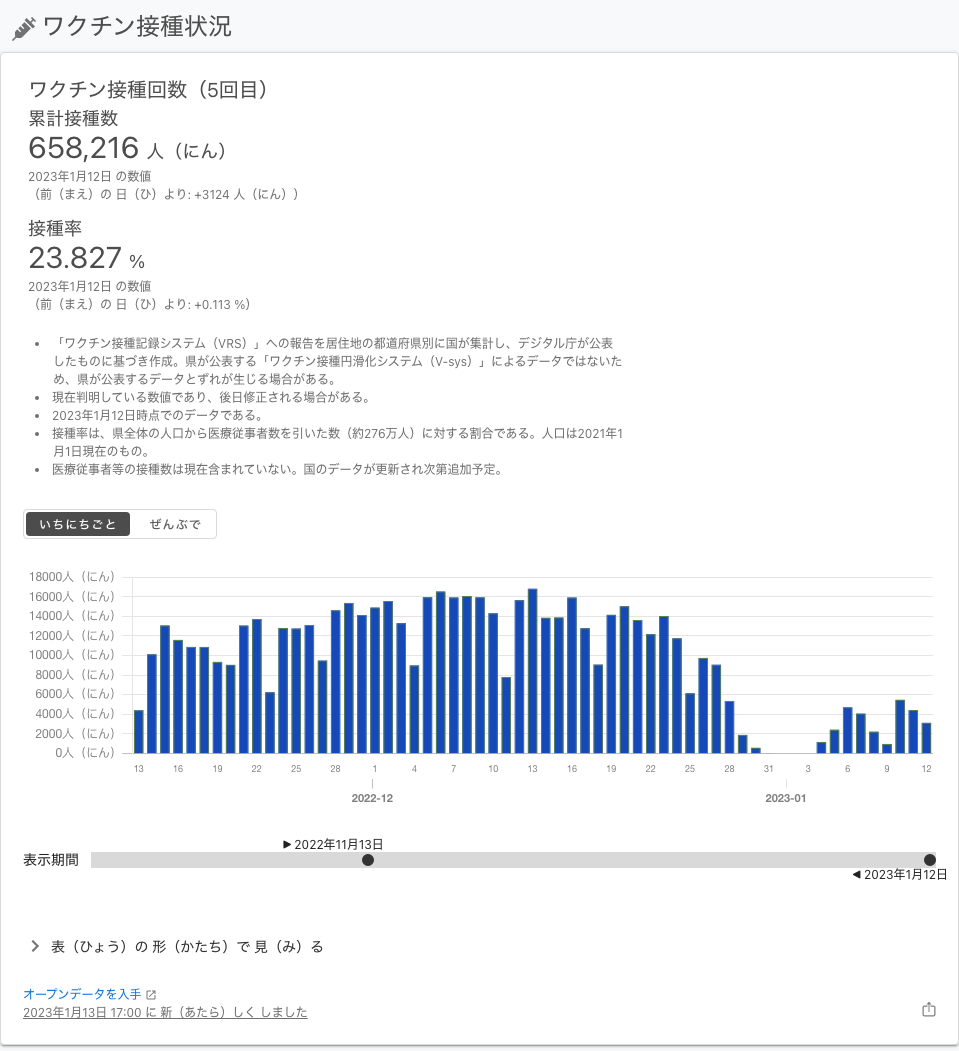 ワクチン接種状況
ワクチン接種回数（5回目）
累計接種数
658,216 人（にん）
2023年1月12日 の数値
（前（まえ）の 日（ひ）より: +3124 人（にん））
接種率
23.827 %
2023年1月12日 の数値
（前（まえ）の 日（ひ）より: +0.113 %）
• 「ワクチン接種記録システム（VRS）」への報告を居住地の都道府県別に国が集計し、デジタル庁が公表
したものに基づき作成。県が公表する「ワクチン接種円滑化システム（V-sys）」によるデータではないた
め、県が公表するデータとずれが生じる場合がある。
• 現在判明している数値であり、後日修正される場合がある。
• 2023年1月12日時点でのデータである。
• 接種率は、県全体の人口から医療従事者数を引いた数（約276万人）に対する割合である。人口は2021年1
月1日現在のもの。
• 医療従事者等の接種数は現在含まれていない。国のデータが更新され次第追加予定。
いちにちごと ぜんぶで
18000人（にん）
16000人（にん）
14000人（にん）
12000人（にん）
10000人（にん）
8000人（にん）
6000人（にん）
4000人（にん）
2000人（にん）
0人（にん）
13 16 19 22 25 28 1 4 7 10 13 16 19 22 25 28 31 3 6 9 12
2022-12 2023-01
▶ 2022年11月13日
表示期間
◀ 2023年1月12日
表（ひょう）の 形（かたち）で 見（み）る
オープンデータを入手
2023年1月13日 17:00 に 新（あたら）しく しました